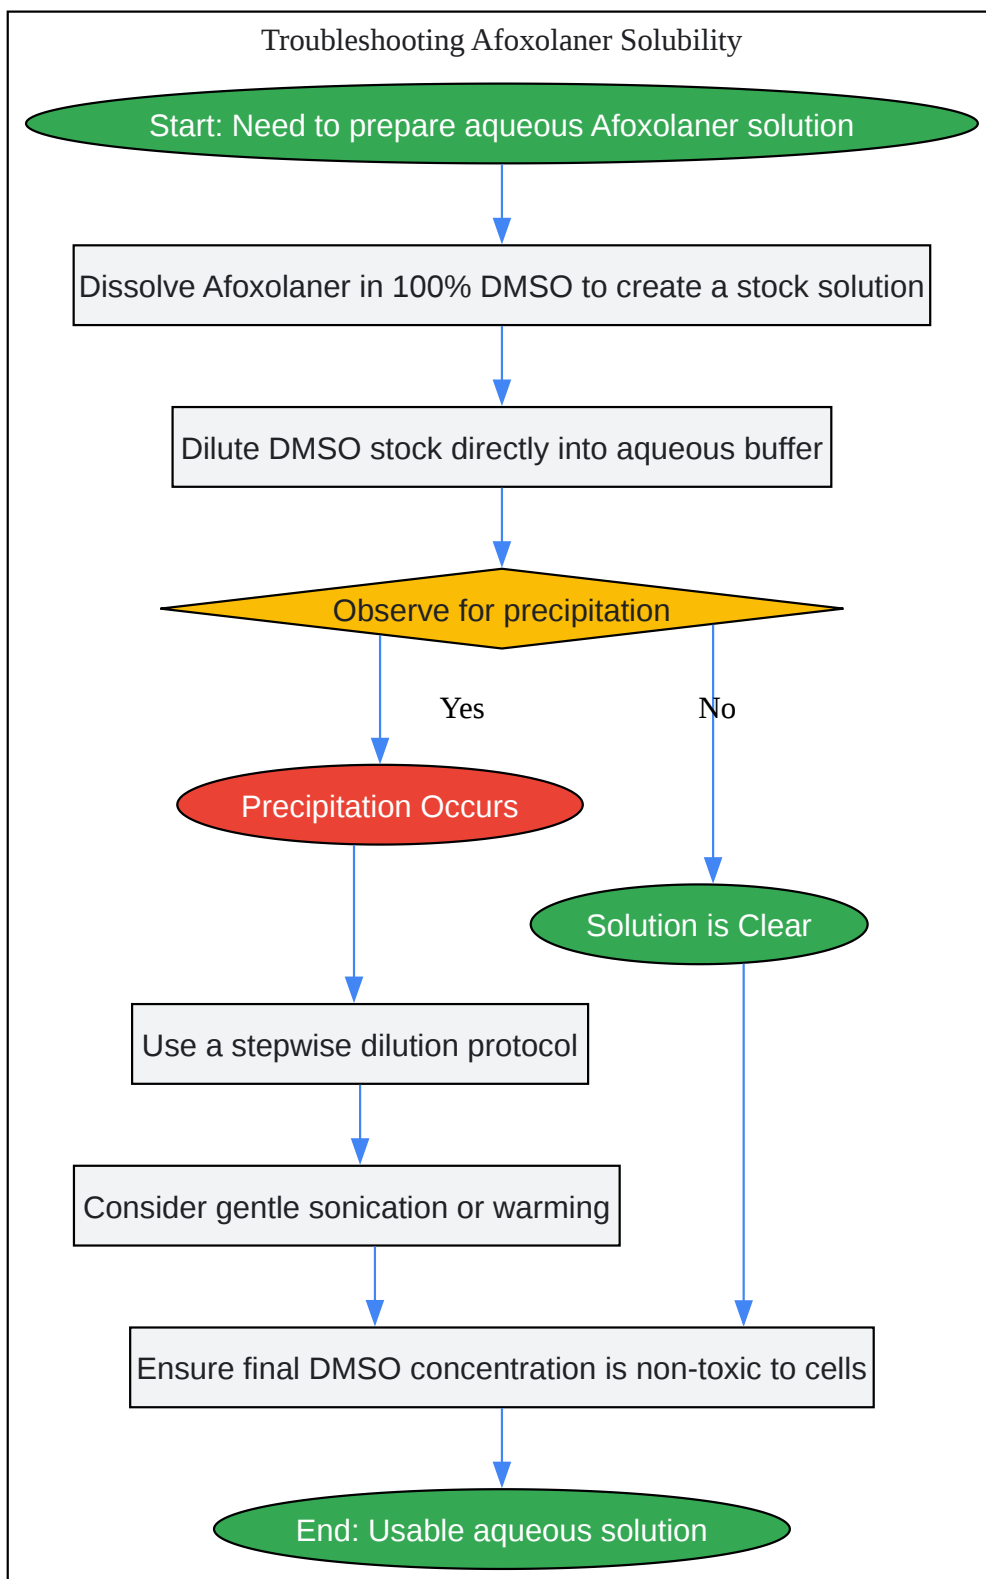 Troubleshooting Afoxolaner Solubility
Start: Need to prepare aqueous Afoxolaner solution
Dissolve Afoxolaner in 100% DMSO to create a stock solution
Dilute DMSO stock directly into aqueous buffer
Observe for precipitation
Yes
No
Precipitation Occurs
Solution is Clear
Use a stepwise dilution protocol
Consider gentle sonication or warming
Ensure final DMSO concentration is non-toxic to cells
End: Usable aqueous solution